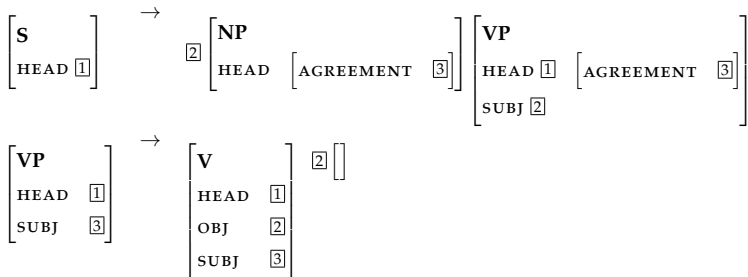 S → NP VP
HEAD 1 2 HEAD AGREEMENT 3 HEAD 1 AGREEMENT 3
SUBJ 2
VP → V 2 []
HEAD 1 HEAD 1
SUBJ 3 OBJ 2
SUBJ 3